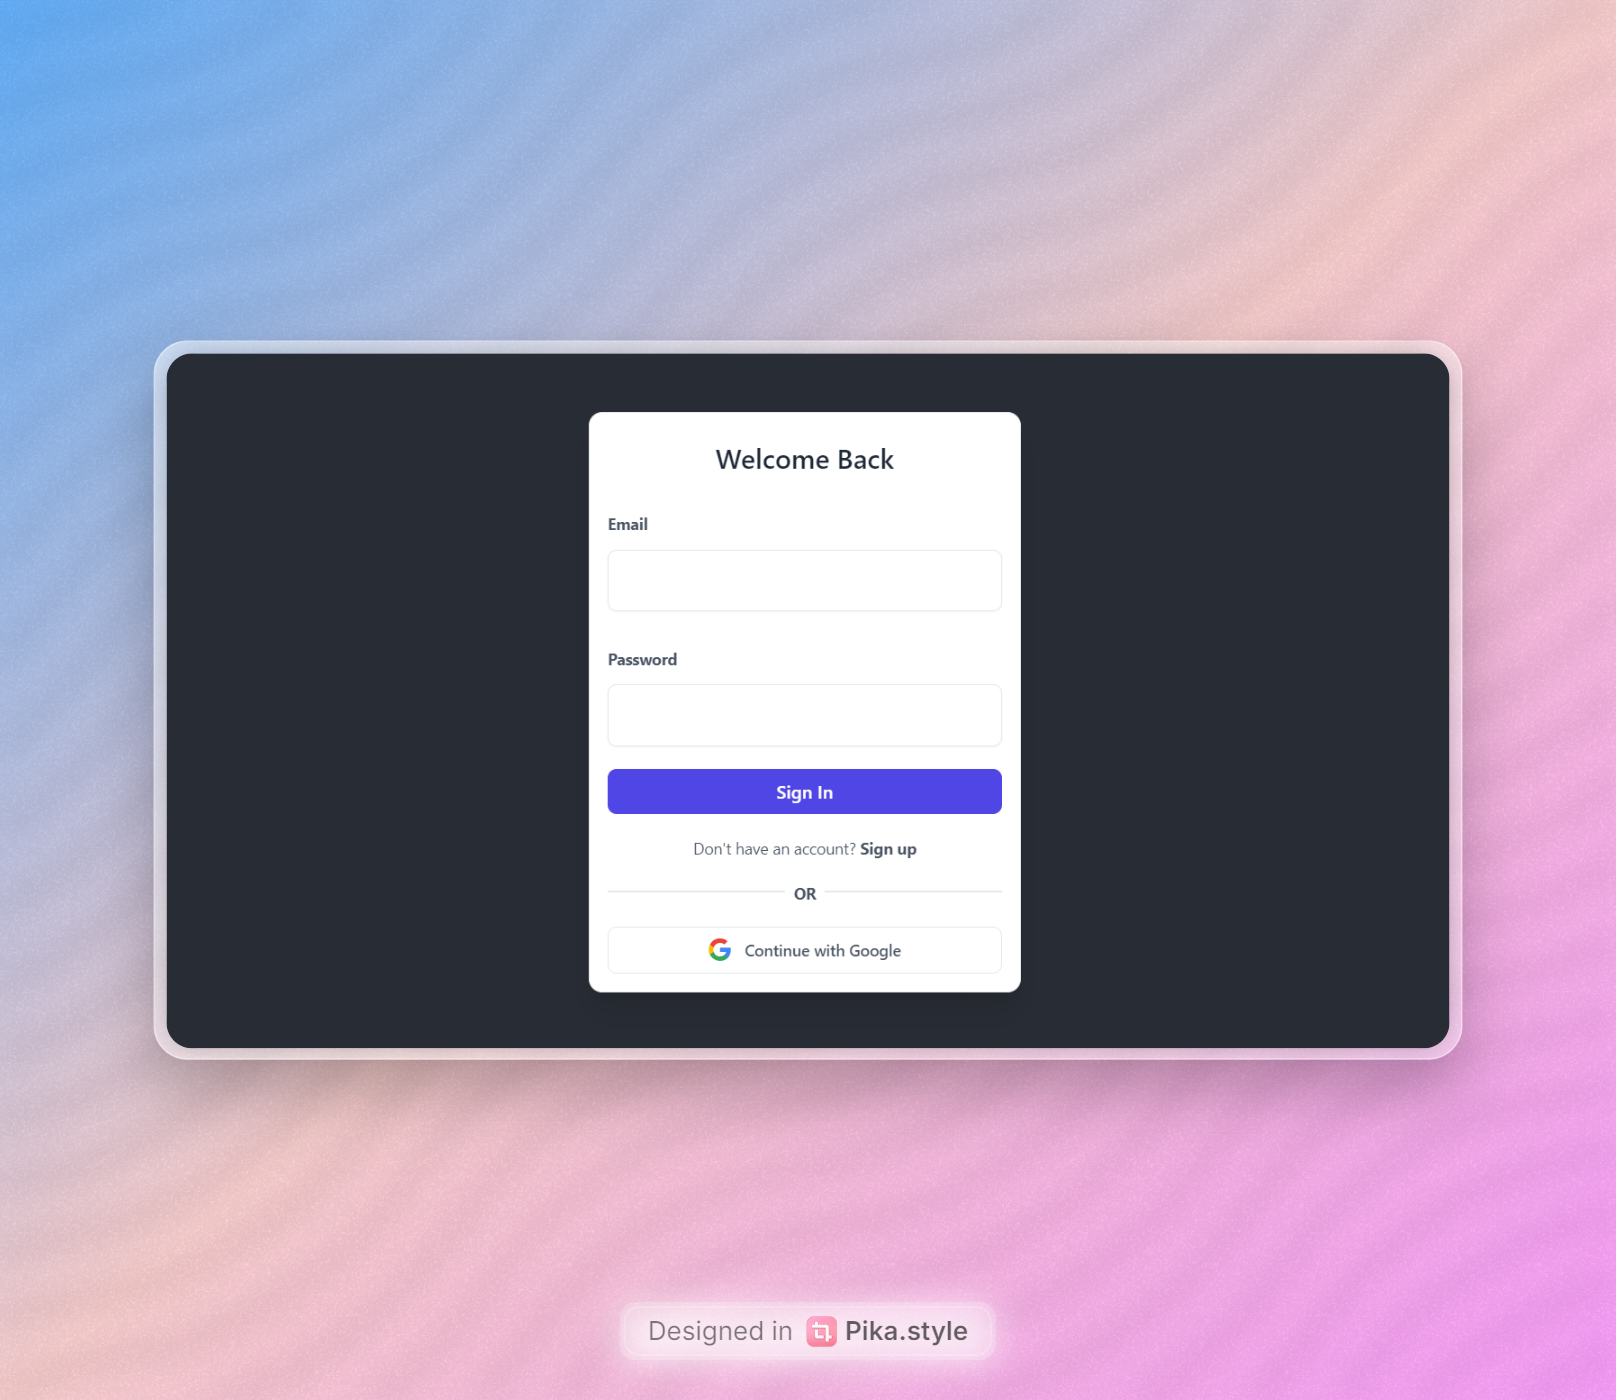 Welcome Back
Email
Password
Sign In
Don't have an account? Sign up
OR
Continue with Google
Designed in Pika.style